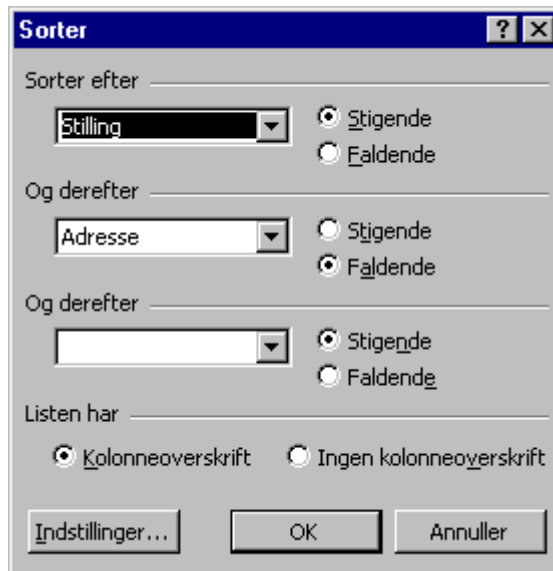 Sorter
Sorter efter
Stilling
Stigende
Faldende
Og derefter
Adresse
Stigende
Faldende
Og derefter
Stigende
Faldende
Listen har
Kolonneoverskrift Ingen kolonneoverskrift
Indstillinger... OK Annuller